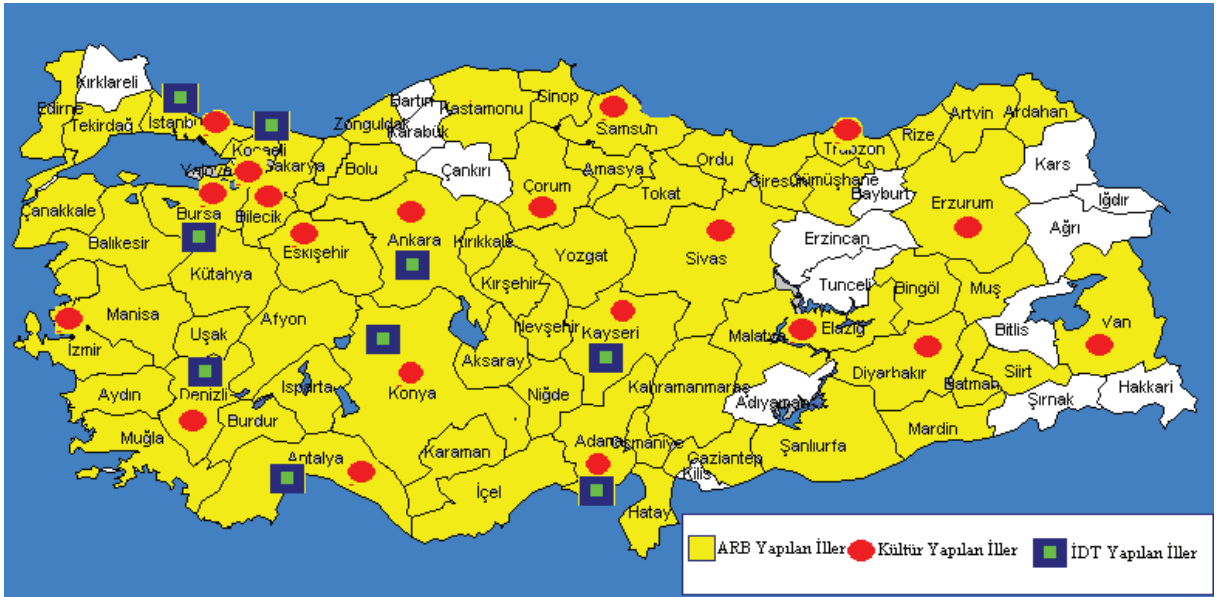 Kırklareli
Edirne
Tekirdağ
İstanbu
Kocaeli
Yalova
Sakarya
Bolu
Zonguldak
Bartın
Karabük
Kastamonu
Sinop
Çankırı
Samsun
Amasya
Çorum
Tokat
Ordu
Giresun
Gümüşhane
Trabzon
Rize
Artvin
Ardahan
Bayburt
Kars
Iğdır
Ağrı
Erzurum
Erzincan
Tunceli
Çanakkale
Bursa
Bilecik
Balıkesir
Eskişehir
Ankara
Kırıkkale
Yozgat
Sivas
Kütahya
Kırşehir
Manisa
Uşak
Afyon
Nevşehir
Kayseri
Malatya
Elazığ
Bingöl
Muş
Bitlis
Van
İzmir
Aksaray
Aydın
Denizli
Isparta
Konya
Niğde
Kahramanmaraş
Adıyaman
Diyarbakır
Batman
Siirt
Şırnak
Hakkari
Muğla
Burdur
Antalya
Karaman
İçel
Adana
Osmaniye
Gaziantep
Kilis
Şanlıurfa
Mardin
Hatay
ARB Yapılan İller
Kültür Yapılan İller
İDT Yapılan İller